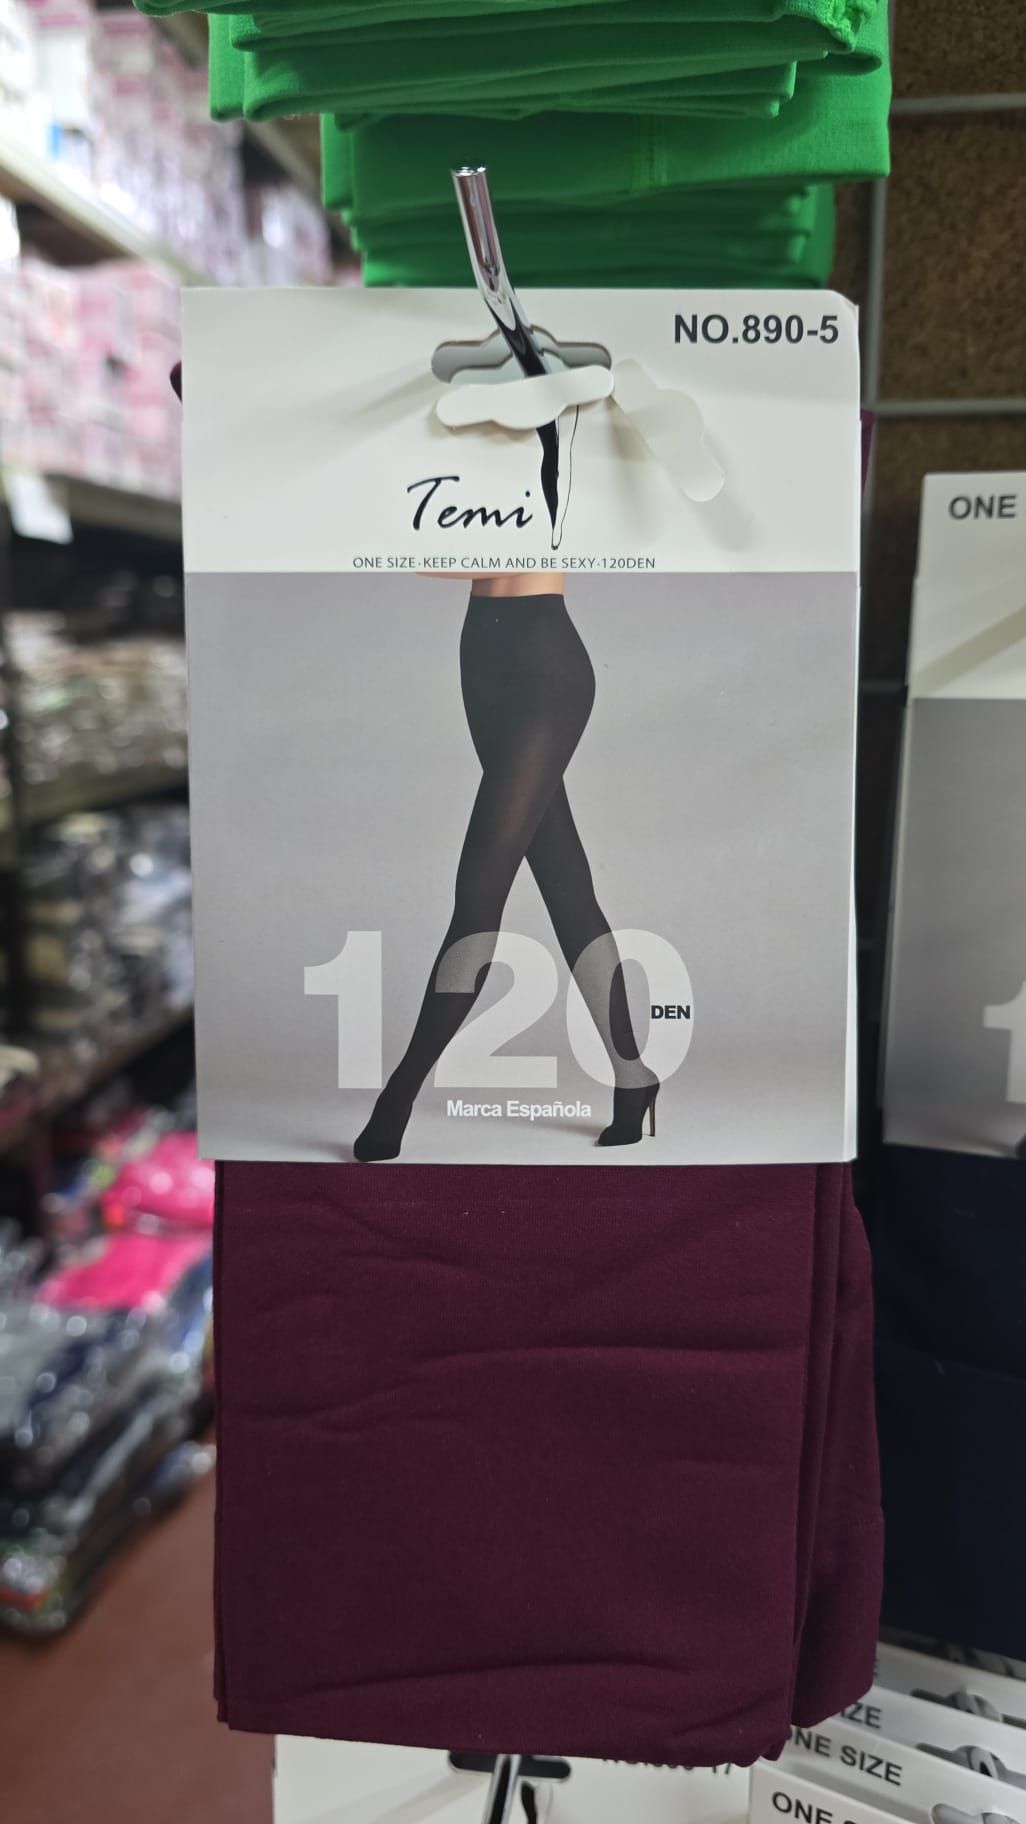 NO.890-5
Temi
ONE SIZE·KEEP CALM AND BE SEXY·120DEN
ONE
120
DEN
Marca Española
ONE SIZE
ONE